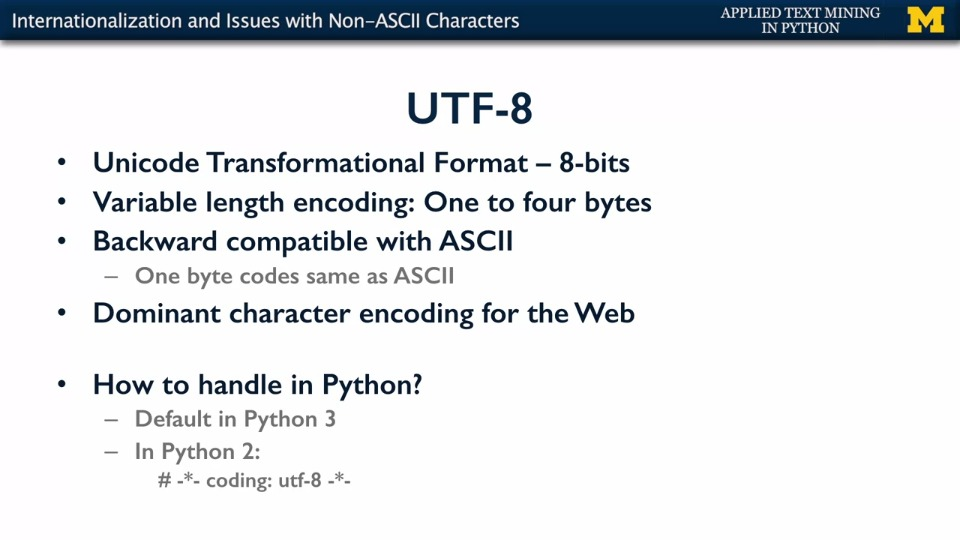 Internationalization and Issues with Non-ASCII Characters
APPLIED TEXT MINING
IN PYTHON
M
UTF-8
• Unicode Transformational Format – 8-bits
• Variable length encoding: One to four bytes
• Backward compatible with ASCII
– One byte codes same as ASCII
• Dominant character encoding for the Web
• How to handle in Python?
– Default in Python 3
– In Python 2:
# -*- coding: utf-8 -*-